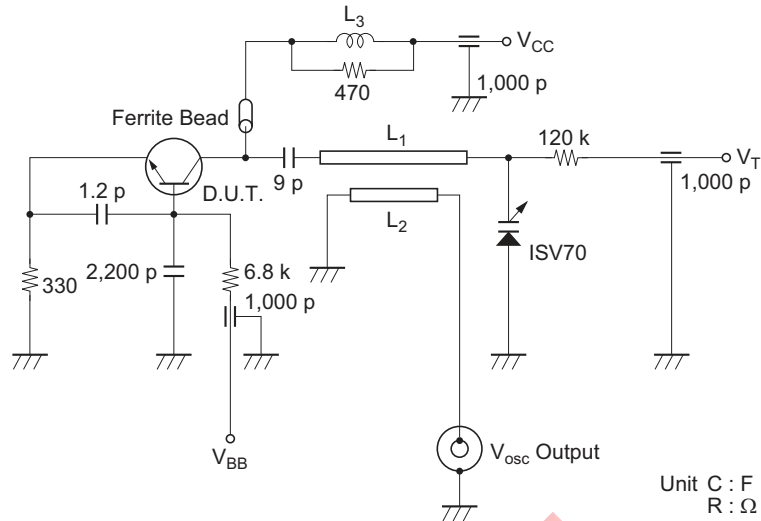 L3
VCC
470
1,000 p
Ferrite Bead
L1
120 k
VT
1.2 p
D.U.T.
9 p
1,000 p
L2
ISV70
330
2,200 p
6.8 k
1,000 p
VBB
Vosc Output
Unit C : F
R : Ω